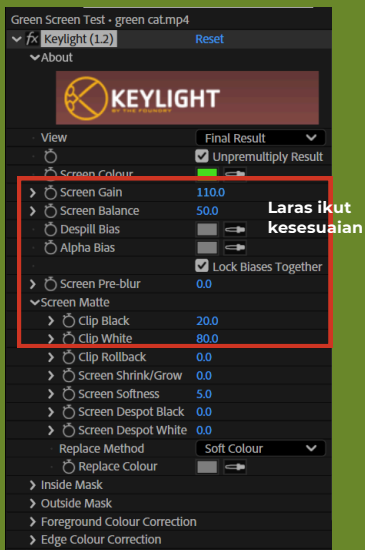 Green Screen Test • green cat.mp4
fx Keylight (1.2) Reset
About
KEYLIGHT
BY THE FOUNDRY
View Final Result
Unpremultiply Result
Screen Colour
Screen Gain 110.0
Screen Balance 50.0
Laras ikut
kesesuaian
Despill Bias
Alpha Bias
Lock Biases Together
Screen Pre-blur 0.0
Screen Matte
Clip Black 20.0
Clip White 80.0
Clip Rollback 0.0
Screen Shrink/Grow 0.0
Screen Softness 5.0
Screen Despot Black 0.0
Screen Despot White 0.0
Replace Method Soft Colour
Replace Colour
Inside Mask
Outside Mask
Foreground Colour Correction
Edge Colour Correction